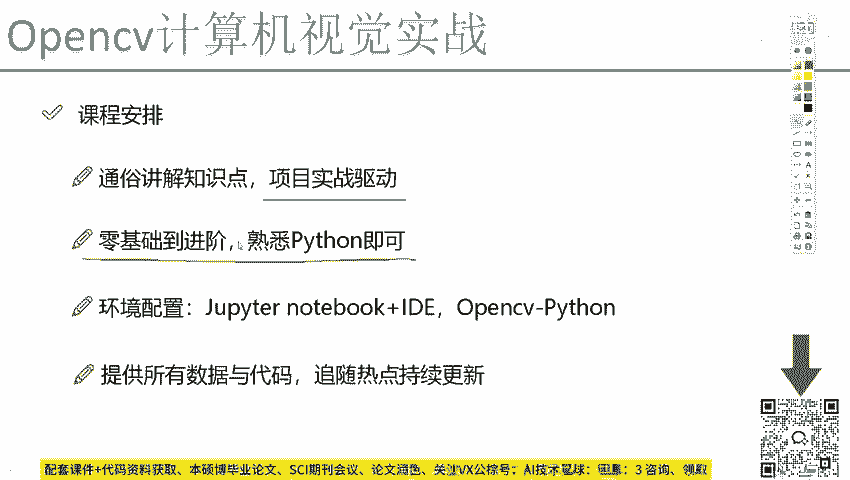 Opencv计算机视觉实战
课程安排
通俗讲解知识点，项目实战驱动
零基础到进阶，熟悉Python即可
环境配置：Jupyter notebook+IDE，Opencv-Python
提供所有数据与代码，追随热点持续更新
配套课件+代码资料获取、本硕博毕业论文、SCI期刊会议、论文润色、关注VX公棕号：AI技术星球：回赢：3 咨询、领取